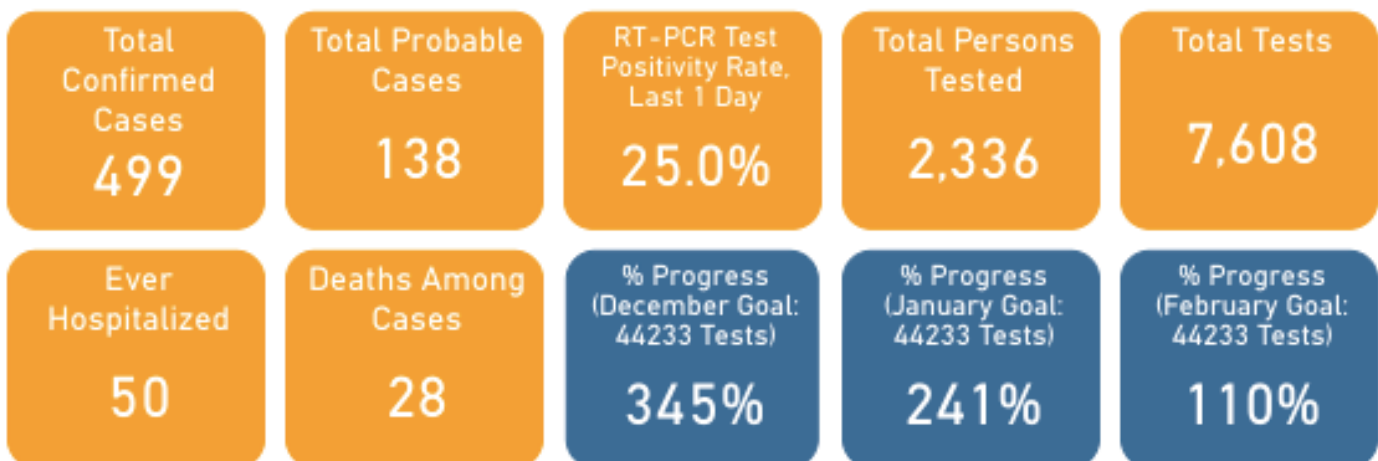 Total
Confirmed
Cases
499
Total Probable
Cases
138
RT-PCR Test
Positivity Rate,
Last 1 Day
25.0%
Total Persons
Tested
2,336
Total Tests
7,608
Ever
Hospitalized
50
Deaths Among
Cases
28
% Progress
(December Goal:
44233 Tests)
345%
% Progress
(January Goal:
44233 Tests)
241%
% Progress
(February Goal:
44233 Tests)
110%